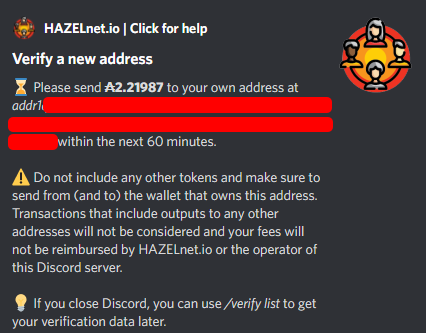 HAZELnet.io | Click for help
Verify a new address
⌛ Please send ₳2.21987 to your own address at
addr1
within the next 60 minutes.
⚠️ Do not include any other tokens and make sure to
send from (and to) the wallet that owns this address.
Transactions that include outputs to any other
addresses will not be considered and your fees will
not be reimbursed by HAZELnet.io or the operator of
this Discord server.
💡 If you close Discord, you can use /verify list to get
your verification data later.